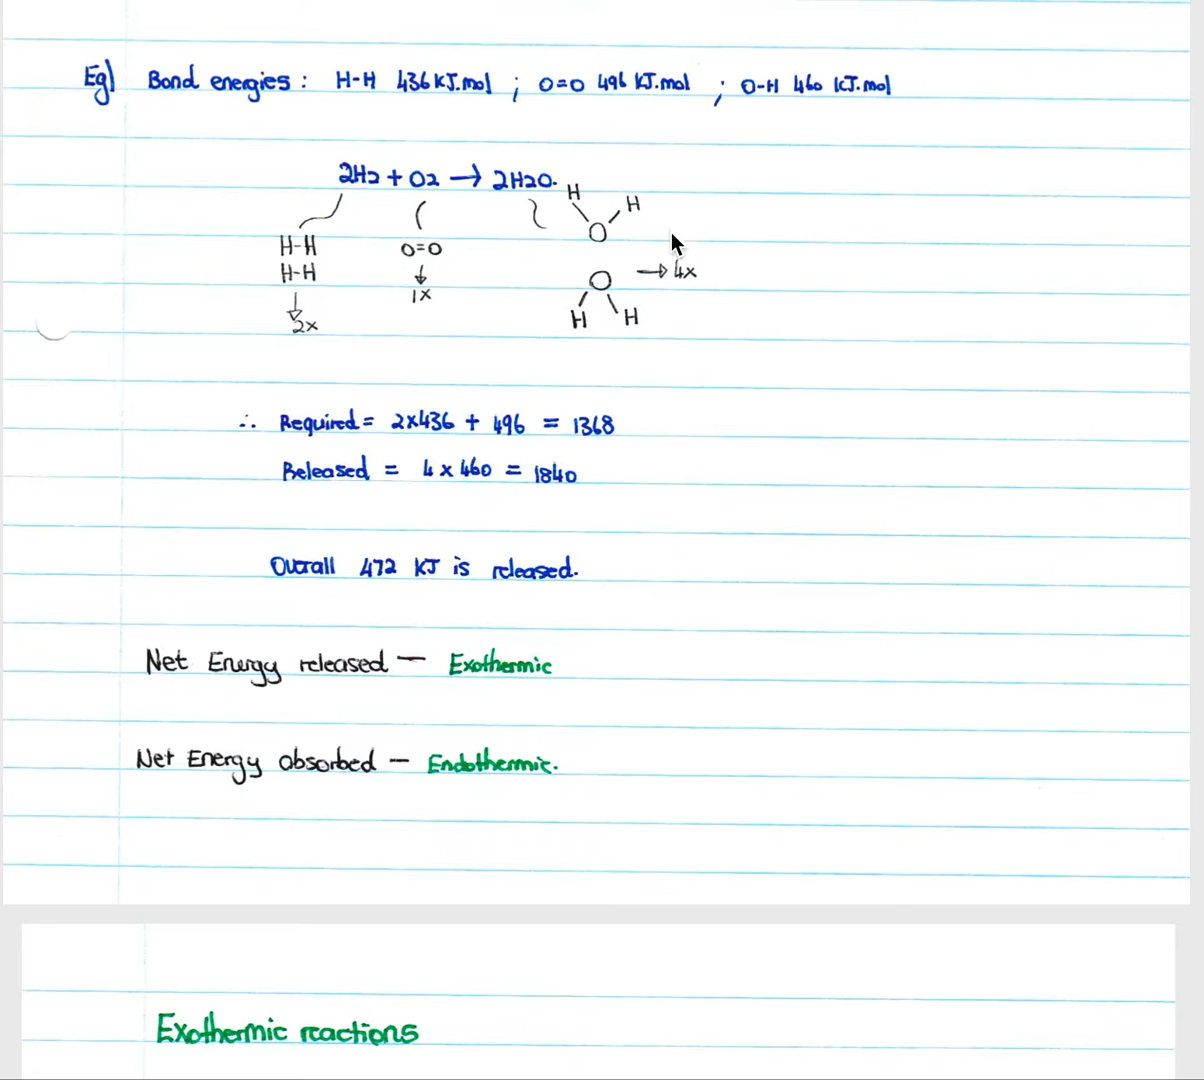 Eg) Bond energies: H-H 436 KJ.mol ; O=O 496 KJ.mol ; O-H 460 KJ.mol
2H2 + O2 → 2H2O.
H
H
O
H-H O=O
H-H
O → 4x
↓ 1x
↓ 2x
H H
∴ Required = 2x436 + 496 = 1368
Released = 4 x 460 = 1840
Overall 472 KJ is released.
Net Energy released — Exothermic
Net Energy absorbed — Endothermic.
Exothermic reactions